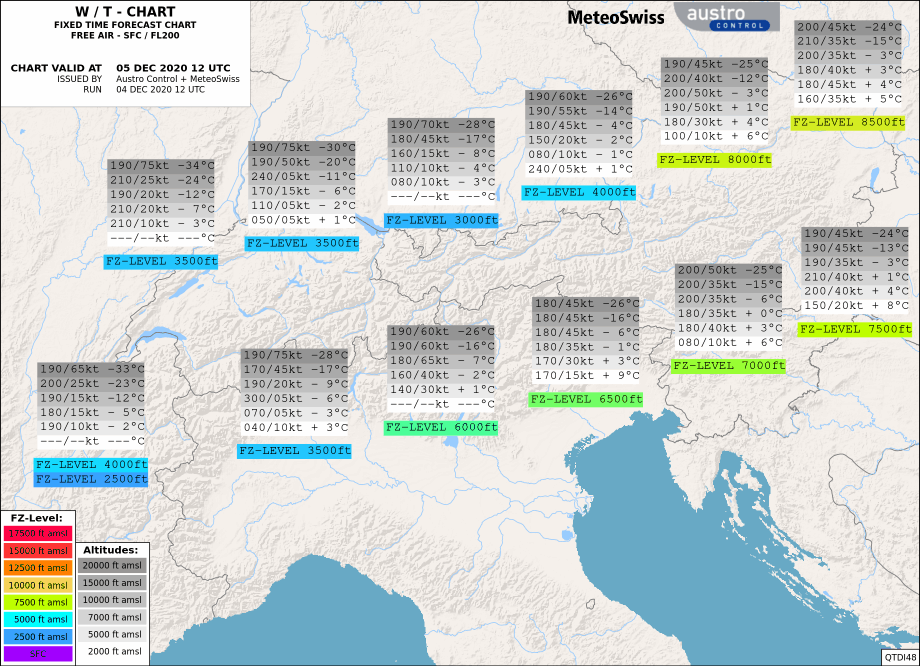 W / T - CHART
FIXED TIME FORECAST CHART
FREE AIR - SFC / FL200
CHART VALID AT 05 DEC 2020 12 UTC
ISSUED BY Austro Control + MeteoSwiss
RUN 04 DEC 2020 12 UTC
MeteoSwiss
austro
CONTROL
200/45kt -24°C
210/35kt -15°C
200/35kt - 3°C
180/40kt + 3°C
180/45kt + 4°C
160/35kt + 5°C
FZ-LEVEL 8500ft
190/45kt -25°C
200/40kt -12°C
200/50kt - 3°C
190/50kt + 1°C
180/30kt + 4°C
100/10kt + 6°C
FZ-LEVEL 8000ft
190/60kt -26°C
190/55kt -14°C
180/45kt - 4°C
150/20kt - 2°C
080/10kt - 1°C
240/05kt + 1°C
FZ-LEVEL 4000ft
190/70kt -28°C
180/45kt -17°C
160/15kt - 8°C
110/10kt - 4°C
080/10kt - 3°C
---/--kt ---°C
FZ-LEVEL 3000ft
190/75kt -30°C
190/50kt -20°C
240/05kt -11°C
170/15kt - 6°C
110/05kt - 2°C
050/05kt + 1°C
FZ-LEVEL 3500ft
190/75kt -34°C
210/25kt -24°C
190/20kt -12°C
210/20kt - 7°C
210/10kt - 3°C
---/--kt ---°C
FZ-LEVEL 3500ft
190/45kt -24°C
190/45kt -13°C
190/35kt - 3°C
210/40kt + 1°C
200/40kt + 4°C
150/20kt + 8°C
FZ-LEVEL 7500ft
200/50kt -25°C
200/35kt -15°C
200/35kt - 6°C
180/35kt + 0°C
180/40kt + 3°C
080/10kt + 6°C
FZ-LEVEL 7000ft
180/45kt -26°C
180/45kt -16°C
180/45kt - 6°C
180/35kt - 1°C
170/30kt + 3°C
170/15kt + 9°C
FZ-LEVEL 6500ft
190/60kt -26°C
190/60kt -16°C
180/65kt - 7°C
160/40kt - 2°C
140/30kt + 1°C
---/--kt ---°C
FZ-LEVEL 6000ft
190/75kt -28°C
170/45kt -17°C
190/20kt - 9°C
300/05kt - 6°C
070/05kt - 3°C
040/10kt + 3°C
FZ-LEVEL 3500ft
190/65kt -33°C
200/25kt -23°C
190/15kt -12°C
180/15kt - 5°C
190/10kt - 2°C
---/--kt ---°C
FZ-LEVEL 4000ft
FZ-LEVEL 2500ft
FZ-Level:
17500 ft amsl
15000 ft amsl
12500 ft amsl
10000 ft amsl
7500 ft amsl
5000 ft amsl
2500 ft amsl
SFC
Altitudes:
20000 ft amsl
15000 ft amsl
10000 ft amsl
7000 ft amsl
5000 ft amsl
2000 ft amsl
QTDI48